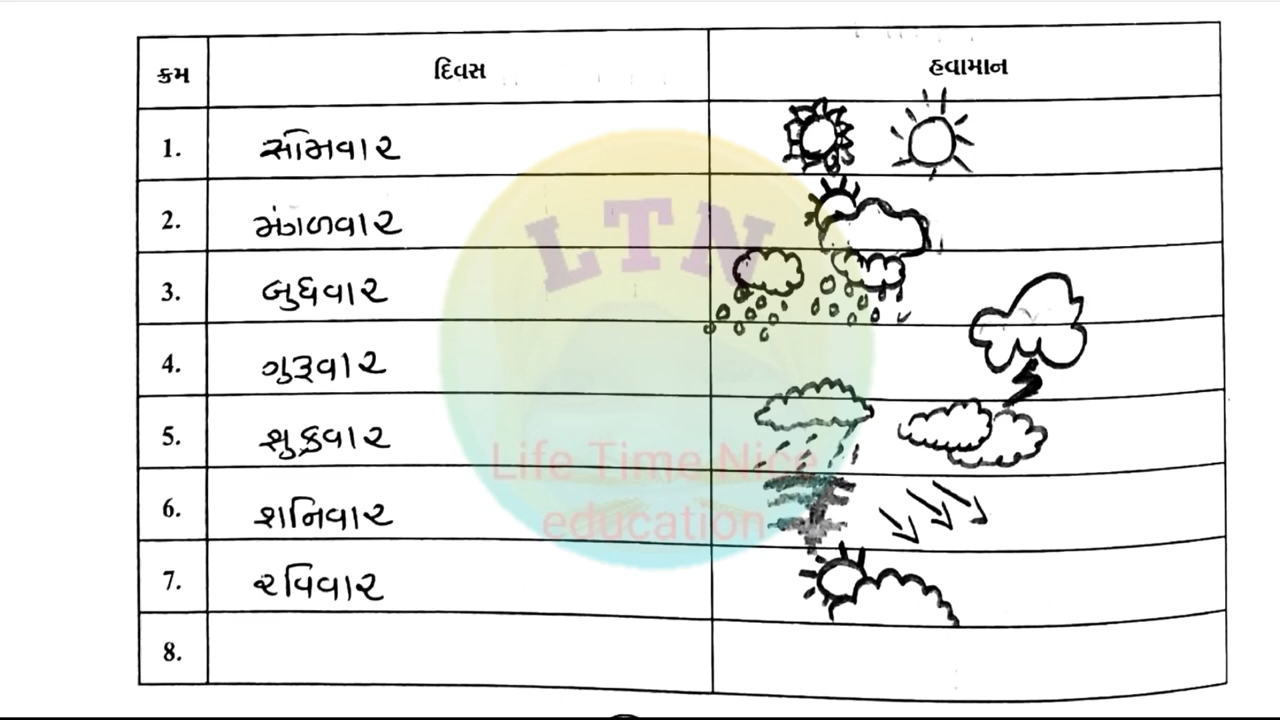 ક્રમ દિવસ હવામાન
1. સોમવાર
2. મંગળવાર
LTN
3. બુધવાર
4. ગુરૂવાર
5. શુક્રવાર
Life Time Nice
education
6. શનિવાર
7. રવિવાર
8.